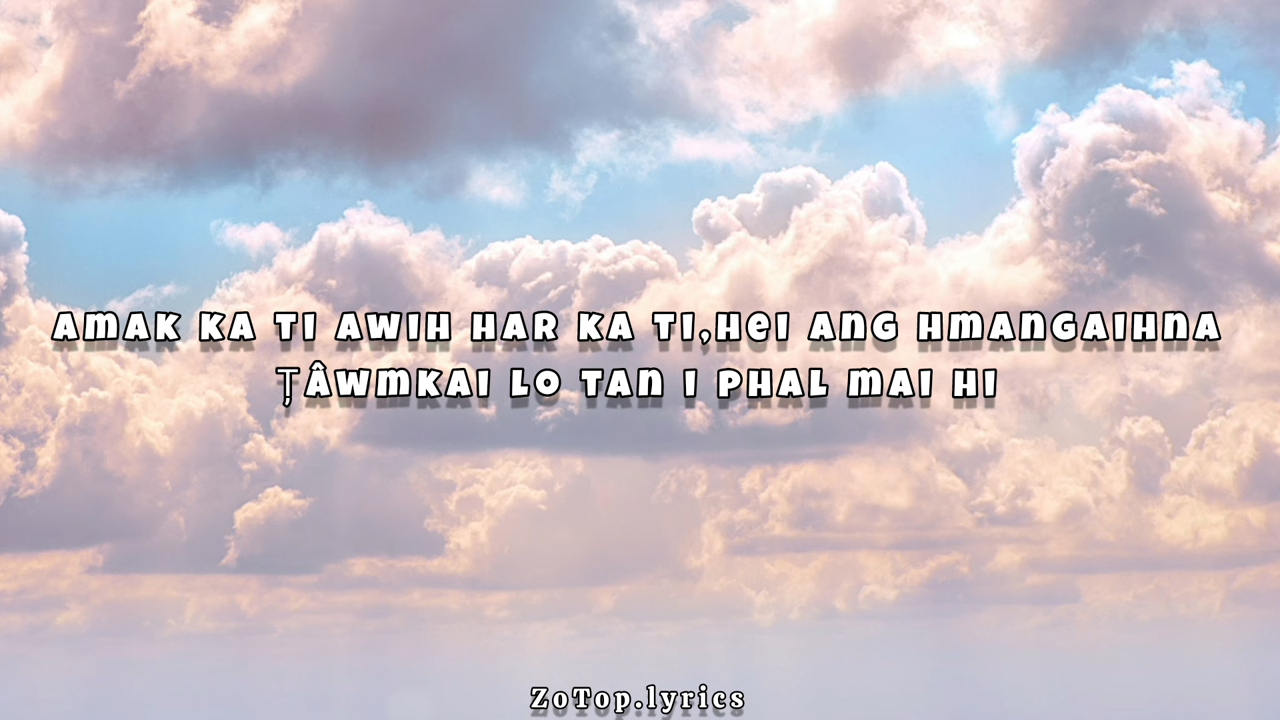 AMAK KA TI AWIH HAR KA TI,HEI ANG HMANGAIHNA
ṬÂWMKAI LO TAN I PHAL MAI HI
ZoTop.lyrics